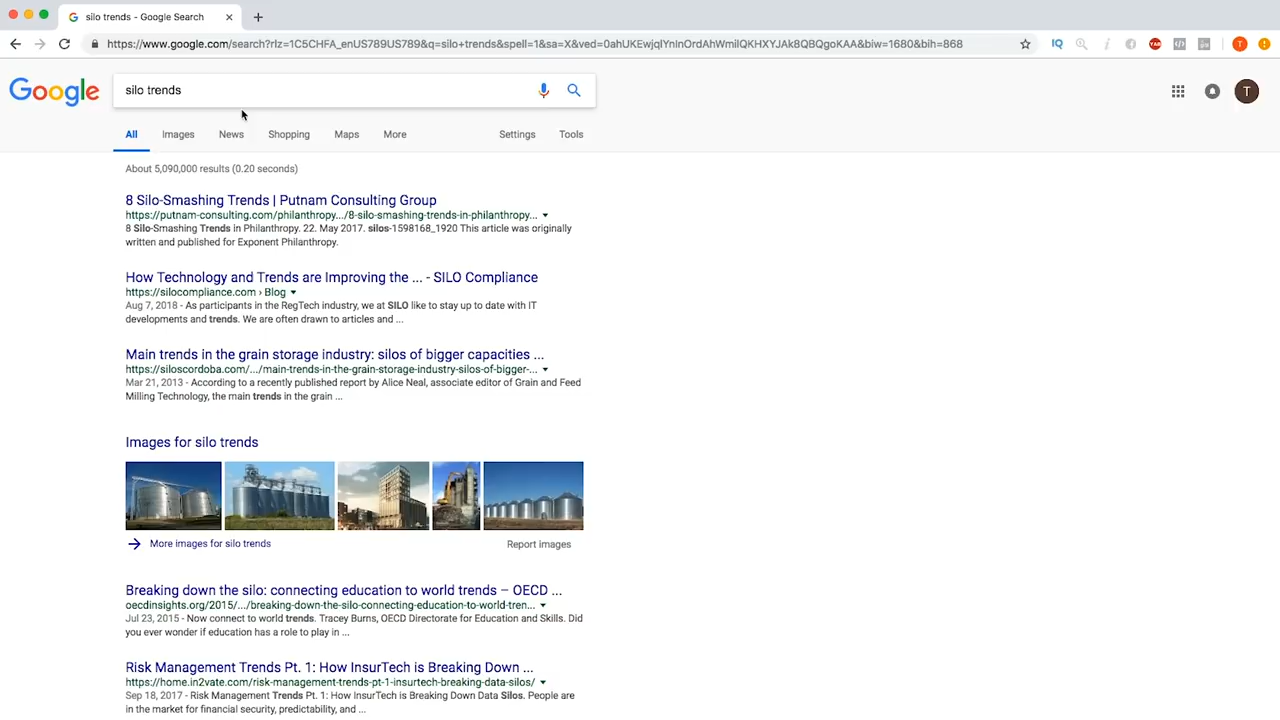 silo trends - Google Search
https://www.google.com/search?rlz=1C5CHFA_enUS789US789&q=silo+trends&spell=1&sa=X&ved=0ahUKEwjqlYnInOrdAhWmilQKHXYJAk8QBQgoKAA&biw=1680&bih=868
IQ
T
Google
silo trends
T
All Images News Shopping Maps More Settings Tools
About 5,090,000 results (0.20 seconds)
8 Silo-Smashing Trends | Putnam Consulting Group
https://putnam-consulting.com/philanthropy.../8-silo-smashing-trends-in-philanthropy...
8 Silo-Smashing Trends in Philanthropy. 22. May 2017. silos-1598168_1920 This article was originally
written and published for Exponent Philanthropy.
How Technology and Trends are Improving the ... - SILO Compliance
https://silocompliance.com › Blog
Aug 7, 2018 - As participants in the RegTech industry, we at SILO like to stay up to date with IT
developments and trends. We are often drawn to articles and ...
Main trends in the grain storage industry: silos of bigger capacities ...
https://siloscordoba.com/.../main-trends-in-the-grain-storage-industry-silos-of-bigger-...
Mar 21, 2013 - According to a recently published report by Alice Neal, associate editor of Grain and Feed
Milling Technology, the main trends in the grain ...
Images for silo trends
More images for silo trends Report images
Breaking down the silo: connecting education to world trends – OECD ...
oecdinsights.org/2015/.../breaking-down-the-silo-connecting-education-to-world-tren...
Jul 23, 2015 - Now connect to world trends. Tracey Burns, OECD Directorate for Education and Skills. Did
you ever wonder if education has a role to play in ...
Risk Management Trends Pt. 1: How InsurTech is Breaking Down ...
https://home.in2vate.com/risk-management-trends-pt-1-insurtech-breaking-data-silos/
Sep 18, 2017 - Risk Management Trends Pt. 1: How InsurTech is Breaking Down Data Silos. People are
in the market for financial security, predictability, and ...